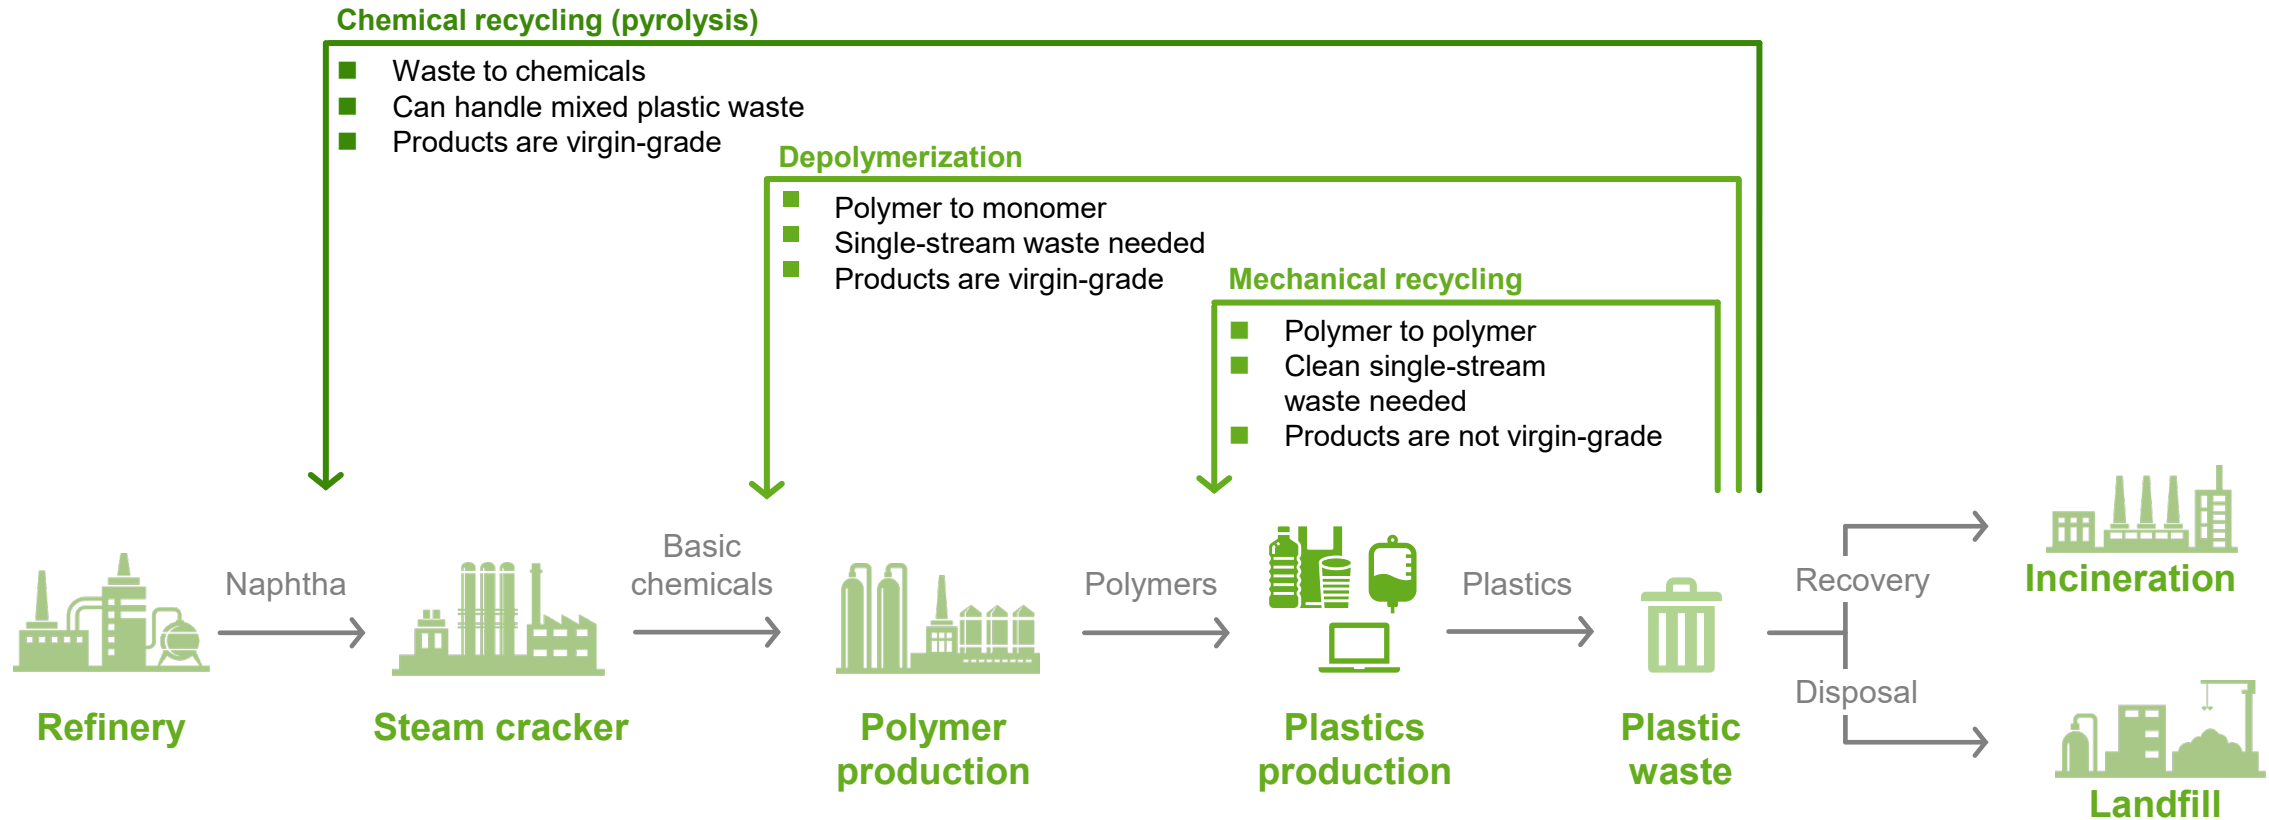 Chemical recycling (pyrolysis)
Waste to chemicals
Can handle mixed plastic waste
Products are virgin-grade
Depolymerization
Polymer to monomer
Single-stream waste needed
Products are virgin-grade
Mechanical recycling
Polymer to polymer
Clean single-stream
waste needed
Products are not virgin-grade
Naphtha
Basic
chemicals
Polymers
Plastics
Recovery
Disposal
Refinery
Steam cracker
Polymer
production
Plastics
production
Plastic
waste
Incineration
Landfill